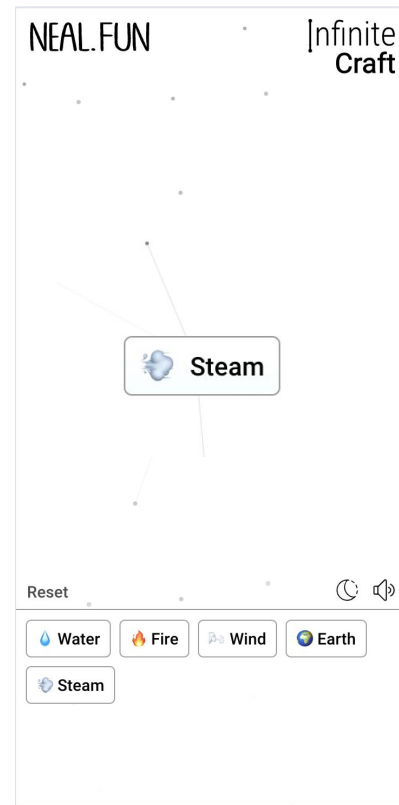 NEAL.FUN
Infinite
Craft
Steam
Reset
Water Fire Wind Earth
Steam